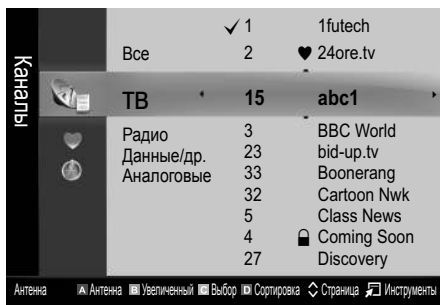 Каналы
1 1futech
Все 2 24ore.tv
ТВ 15 abc1
Радио 3 BBC World
Данные/др. 23 bid-up.tv
Аналоговые 33 Boonerang
32 Cartoon Nwk
5 Class News
4 Coming Soon
27 Discovery
Антенна A Антенна B Увеличенный C Выбор D Сортировка Страница Инструменты